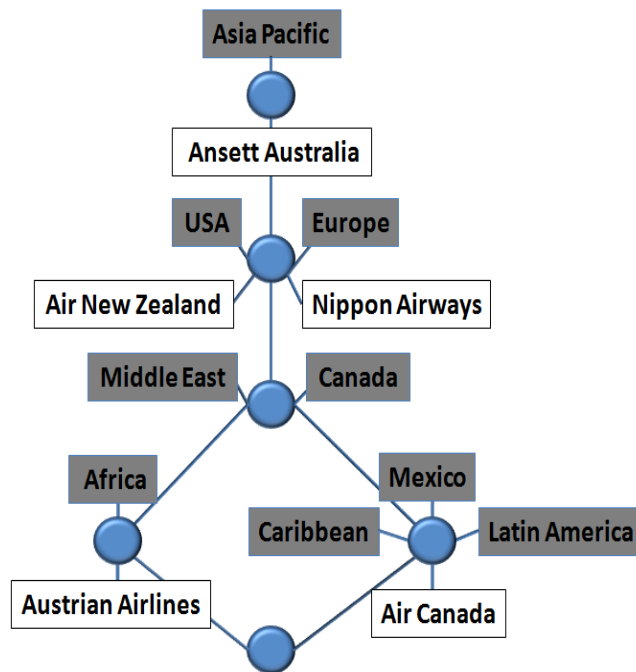 Asia Pacific
Ansett Australia
USA
Europe
Air New Zealand
Nippon Airways
Middle East
Canada
Africa
Mexico
Caribbean
Latin America
Austrian Airlines
Air Canada